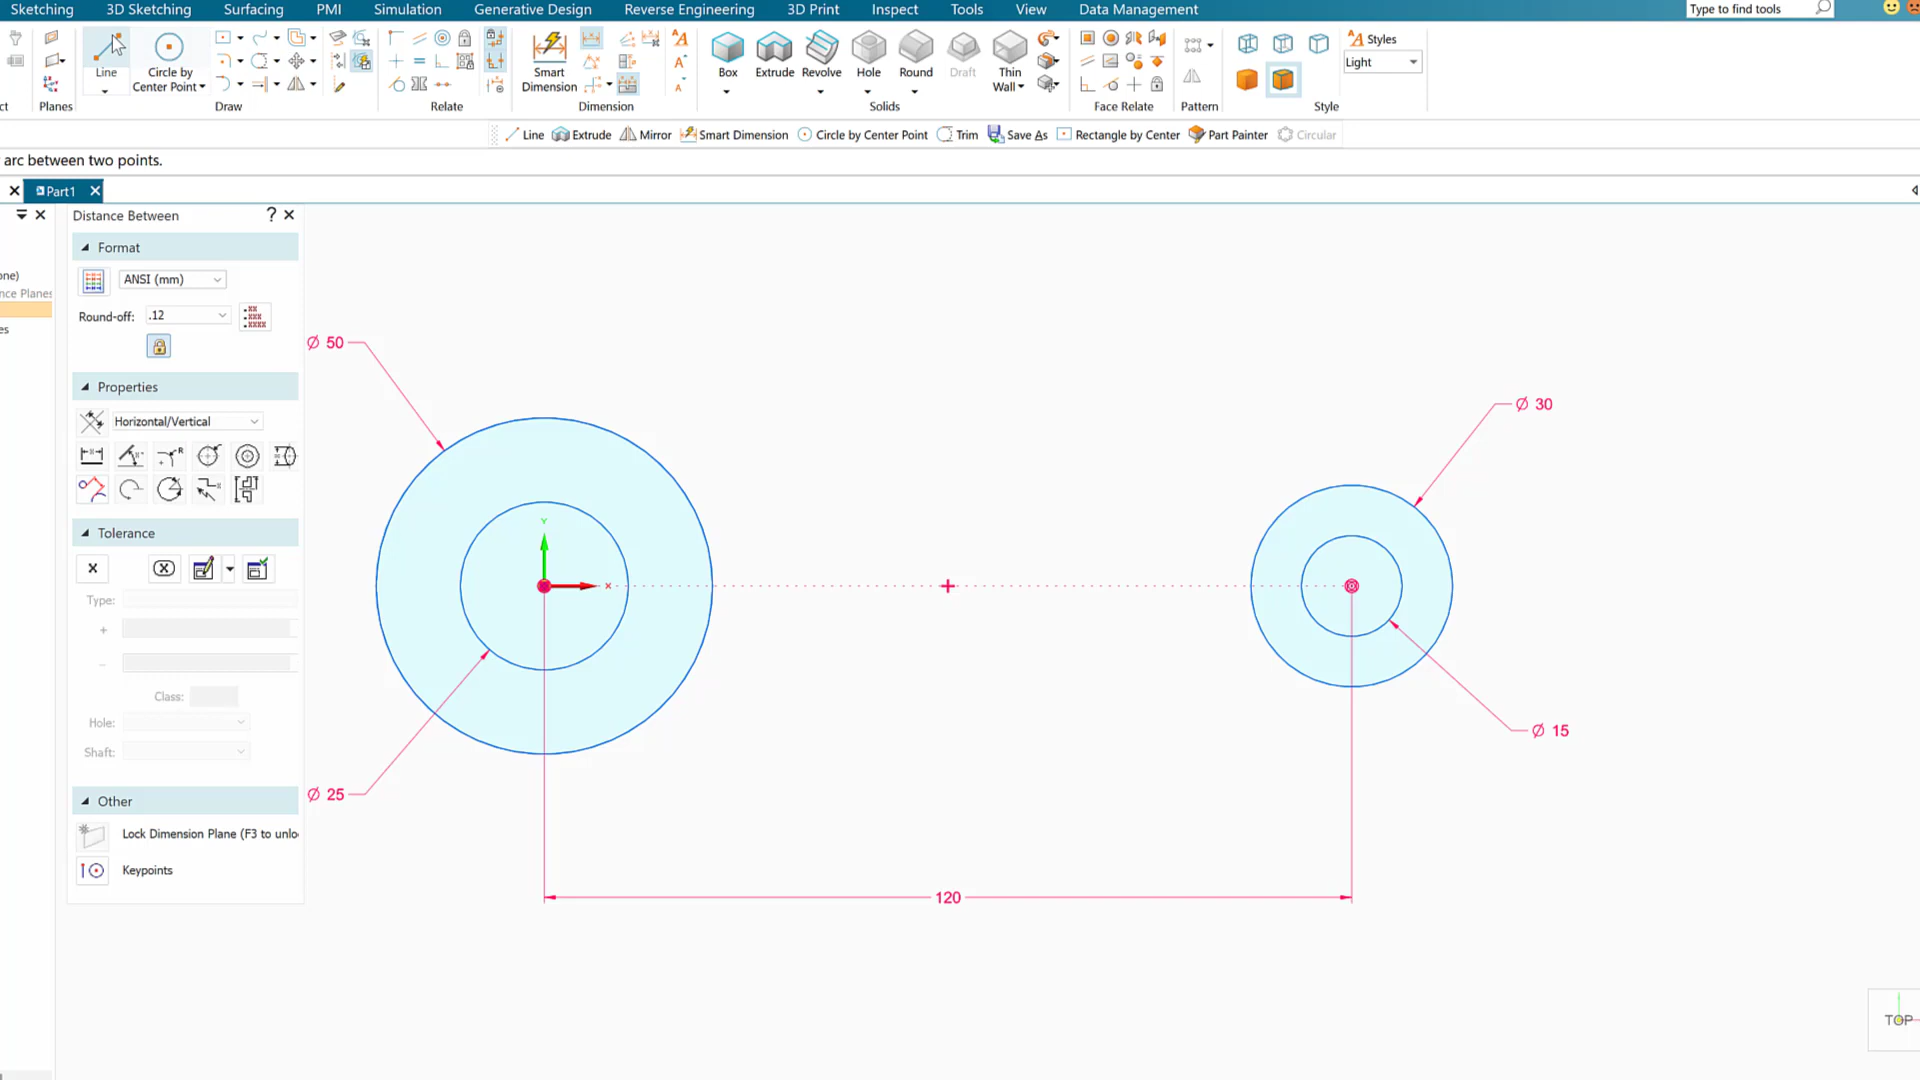 Sketching 3D Sketching Surfacing PMI Simulation Generative Design Reverse Engineering 3D Print Inspect Tools View Data Management Type to find tools
Line
Circle by
Center Point
Smart
Dimension
Box Extrude Revolve Hole Round Draft Thin
Wall
Styles
Light
ct Planes Draw Relate Dimension Solids Face Relate Pattern Style
Line Extrude Mirror Smart Dimension Circle by Center Point Trim Save As Rectangle by Center Part Painter Circular
arc between two points.
Part1
Distance Between ?
Format
one)
ANSI (mm)
nce Planes
Round-off: .12
es
Ø 50
Properties
Ø 30
Horizontal/Vertical
Y
Tolerance
X
Type:
+
–
Class:
Hole:
Ø 15
Shaft:
Ø 25
Other
Lock Dimension Plane (F3 to unlo
Keypoints
120
TOP